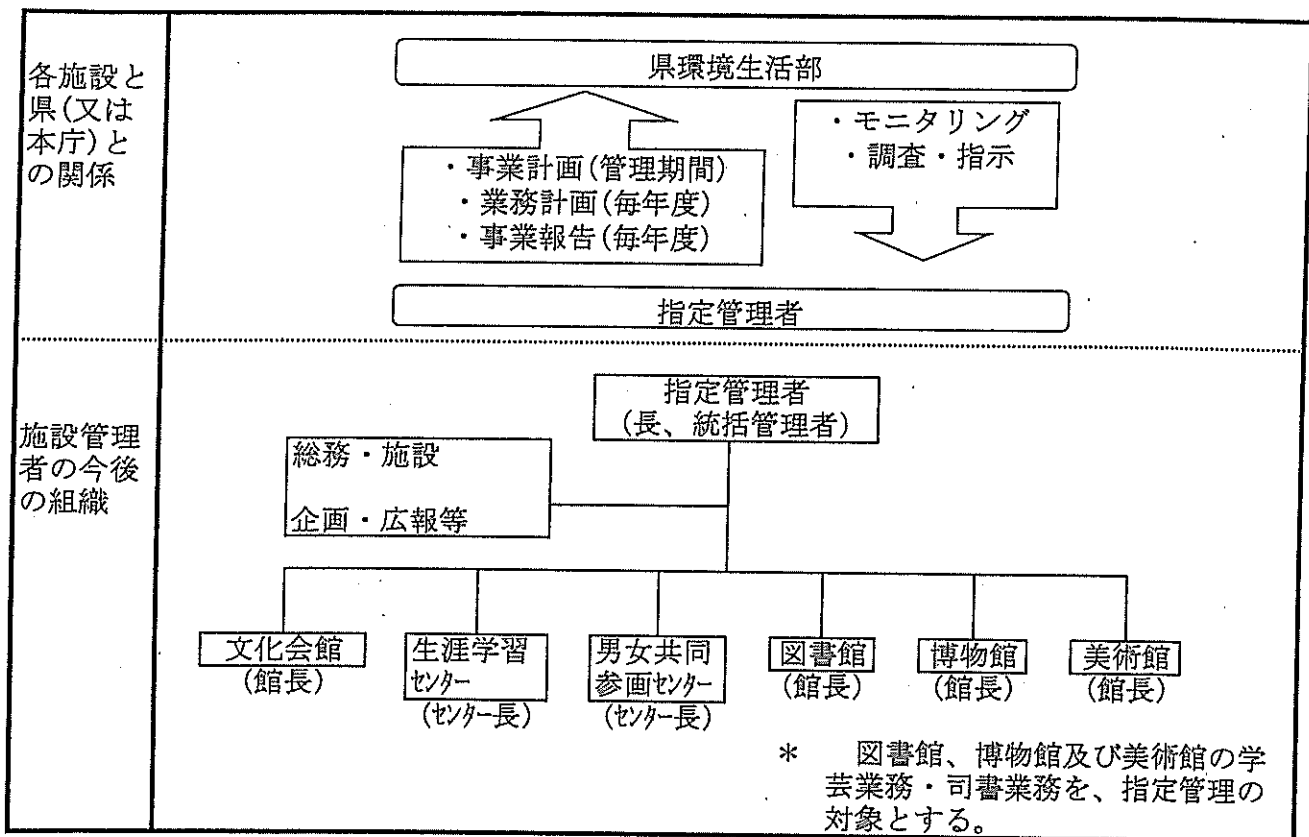 各施設と
県(又は
本庁)と
の関係
県環境生活部
・事業計画(管理期間)
・業務計画(毎年度)
・事業報告(毎年度)
・モニタリング
・調査・指示
指定管理者
施設管理
者の今後
の組織
指定管理者
(長、統括管理者)
総務・施設
企画・広報等
文化会館
(館長)
生涯学習
センター
(センター長)
男女共同
参画センター
(センター長)
図書館
(館長)
博物館
(館長)
美術館
(館長)
* 図書館、博物館及び美術館の学
芸業務・司書業務を、指定管理の
対象とする。